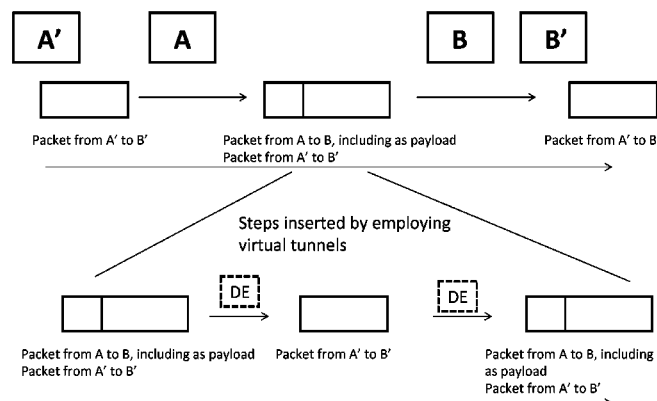 A'
A
B
B'
Packet from A' to B'
Packet from A to B, including as payload
Packet from A' to B'
Packet from A' to B
Steps inserted by employing
virtual tunnels
DE
DE
Packet from A to B, including as payload
Packet from A' to B'
Packet from A' to B'
Packet from A to B, including
as payload
Packet from A' to B'